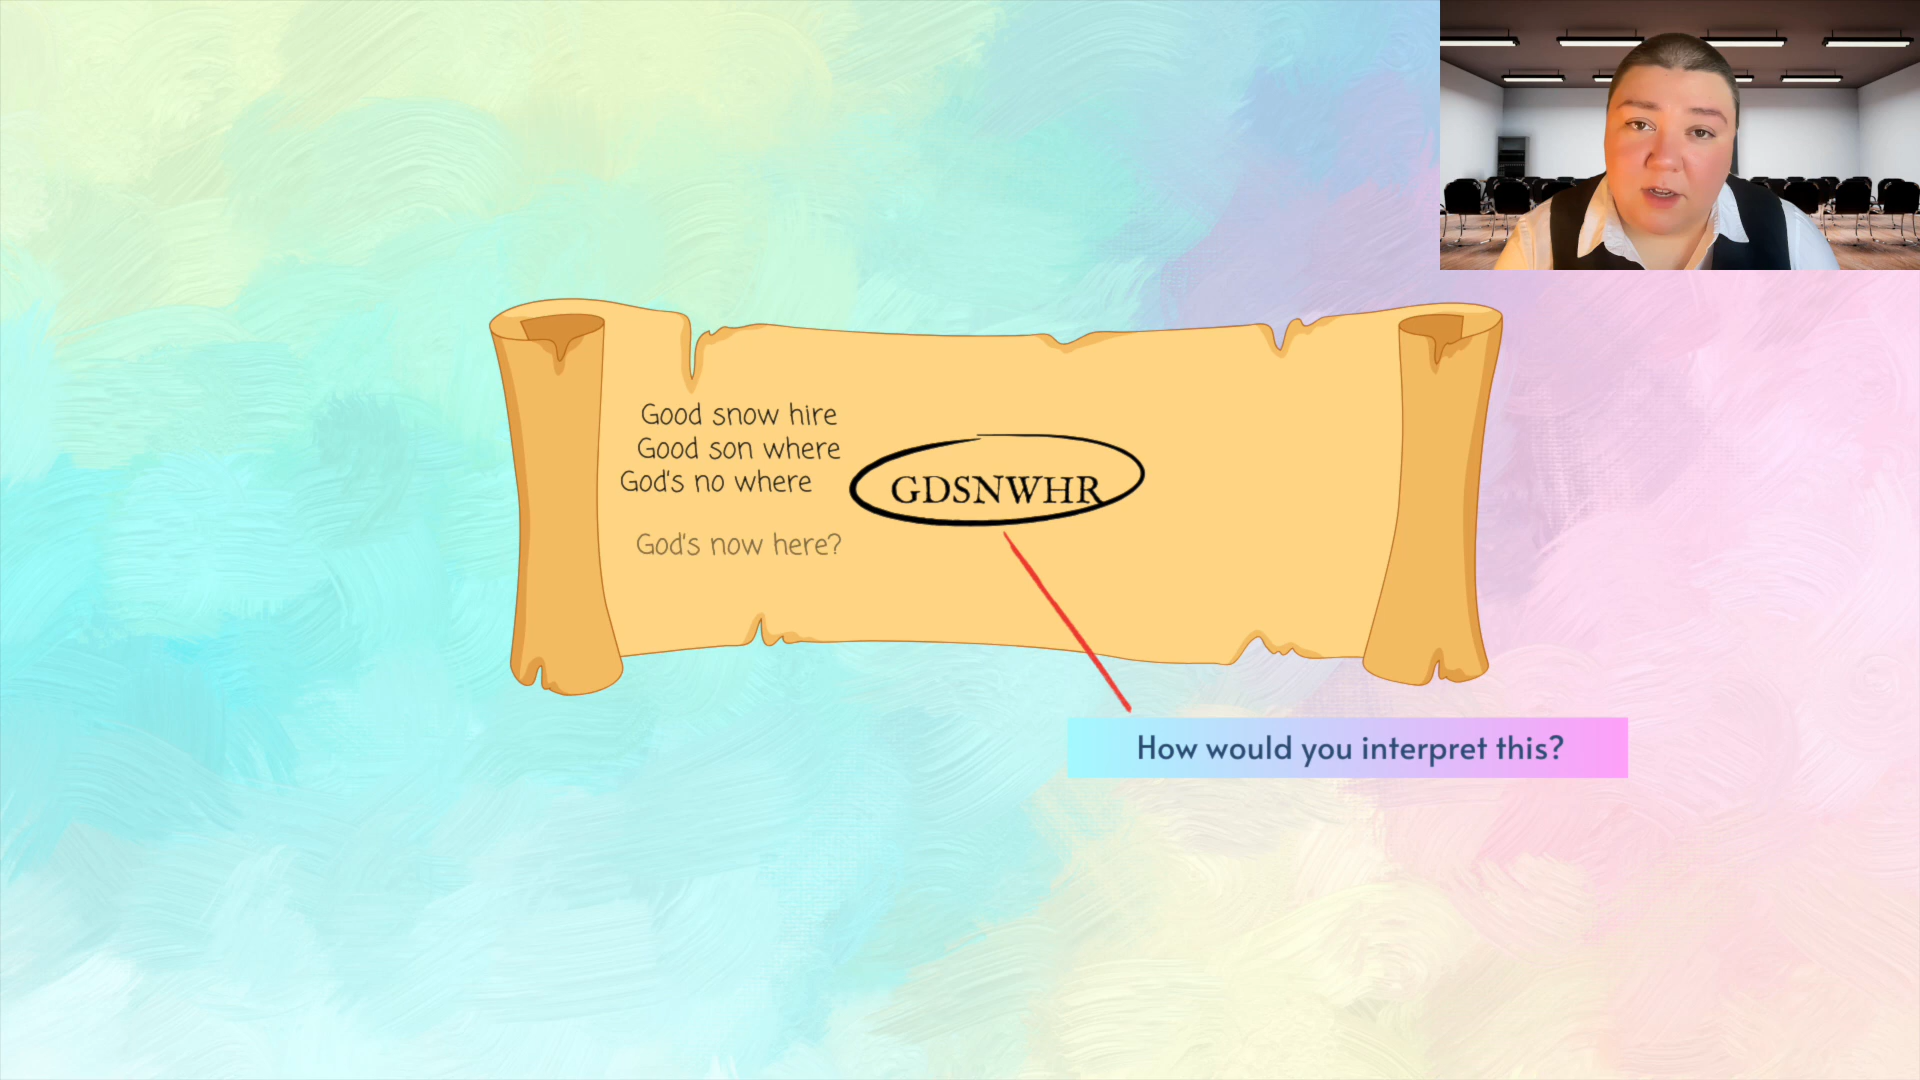 Good snow hire
Good son where
God's no where
GDSNWHR
God's now here?
How would you interpret this?